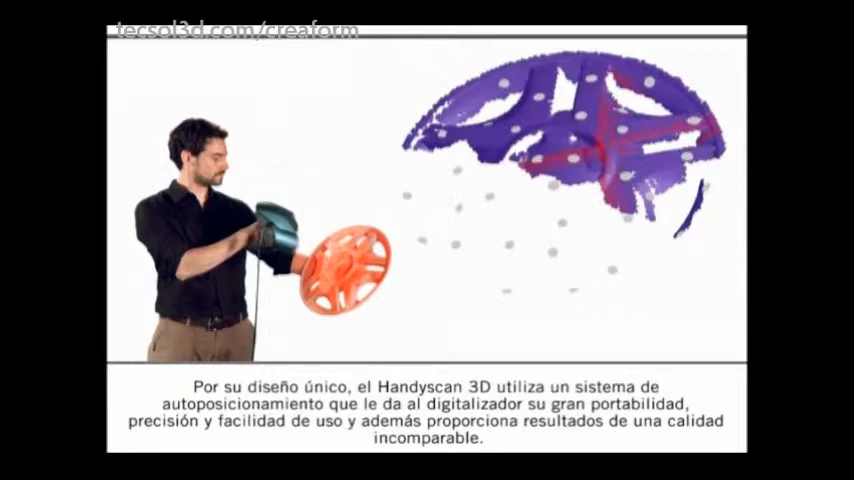 tecsol3d.com/creaform
Por su diseño único, el Handyscan 3D utiliza un sistema de
autoposicionamiento que le da al digitalizador su gran portabilidad,
precisión y facilidad de uso y además proporciona resultados de una calidad
incomparable.